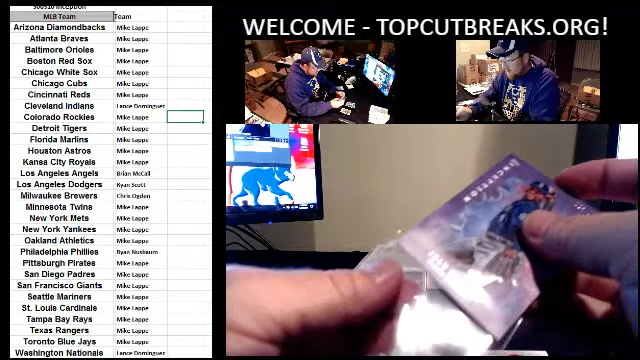 300310 Inception
MLB Team Team
Arizona Diamondbacks Mike Lappe
Atlanta Braves Mike Lappe
Baltimore Orioles Mike Lappe
Boston Red Sox Mike Lappe
Chicago White Sox Mike Lappe
Chicago Cubs Mike Lappe
Cincinnati Reds Mike Lappe
Cleveland Indians Lance Dominguez
Colorado Rockies Mike Lappe
Detroit Tigers Mike Lappe
Florida Marlins Mike Lappe
Houston Astros Mike Lappe
Kansa City Royals Mike Lappe
Los Angeles Angels Brian McCall
Los Angeles Dodgers Ryan Scott
Milwaukee Brewers Chris Ogden
Minnesota Twins Mike Lappe
New York Mets Mike Lappe
New York Yankees Mike Lappe
Oakland Athletics Mike Lappe
Philadelphia Phillies Ryan Nusbaum
Pittsburgh Pirates Mike Lappe
San Diego Padres Mike Lappe
San Francisco Giants Mike Lappe
Seattle Mariners Mike Lappe
St. Louis Cardinals Mike Lappe
Tampa Bay Rays Mike Lappe
Texas Rangers Mike Lappe
Toronto Blue Jays Mike Lappe
Washington Nationals Lance Dominguez
WELCOME - TOPCUTBREAKS.ORG!
INCEPTION